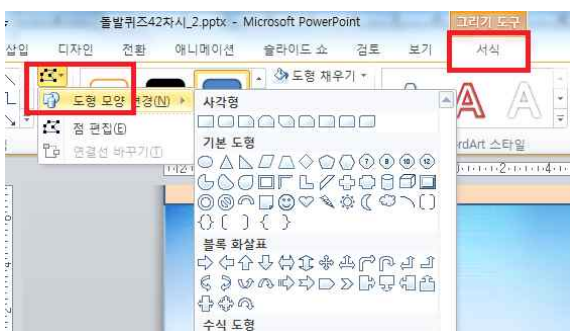 돌발퀴즈42차시_2.pptx - Microsoft PowerPoint
그리기 도구
삽입 디자인 전환 애니메이션 슬라이드 쇼 검토 보기 서식
도형 채우기
도형 모양 변경(N)
점 편집(E)
연결선 바꾸기(T)
사각형
기본 도형
블록 화살표
수식 도형
rdArt 스타일